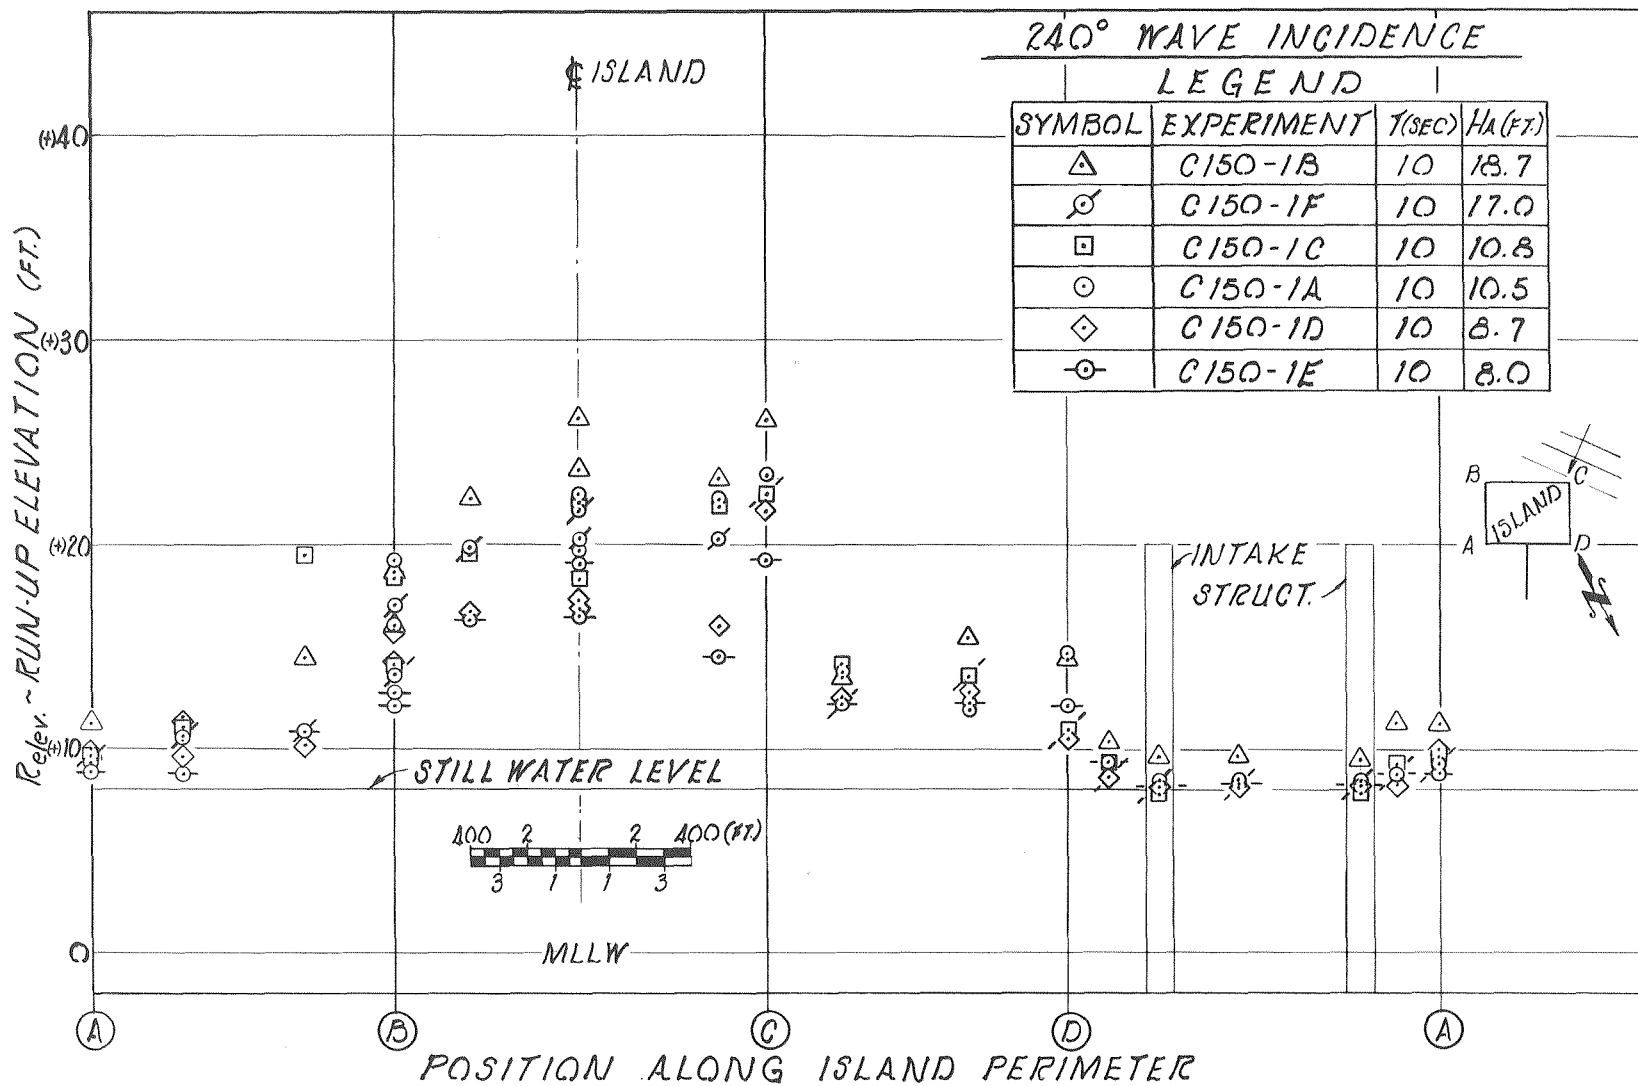 240° WAVE INCIDENCE
LEGEND
SYMBOL EXPERIMENT T(SEC) HA(FT.)
C150-1B 10 18.7
C150-1F 10 17.0
C150-1C 10 10.8
C150-1A 10 10.5
C150-1D 10 8.7
C150-1E 10 8.0
℄ ISLAND
(+)40
(+)30
(+)20
(+)10
0
Relev. ~ RUN-UP ELEVATION (FT.)
B C
ISLAND
A D
INTAKE
STRUCT.
STILL WATER LEVEL
400 2 2 400 (FT.)
3 1 1 3
MLLW
A B C D A
POSITION ALONG ISLAND PERIMETER